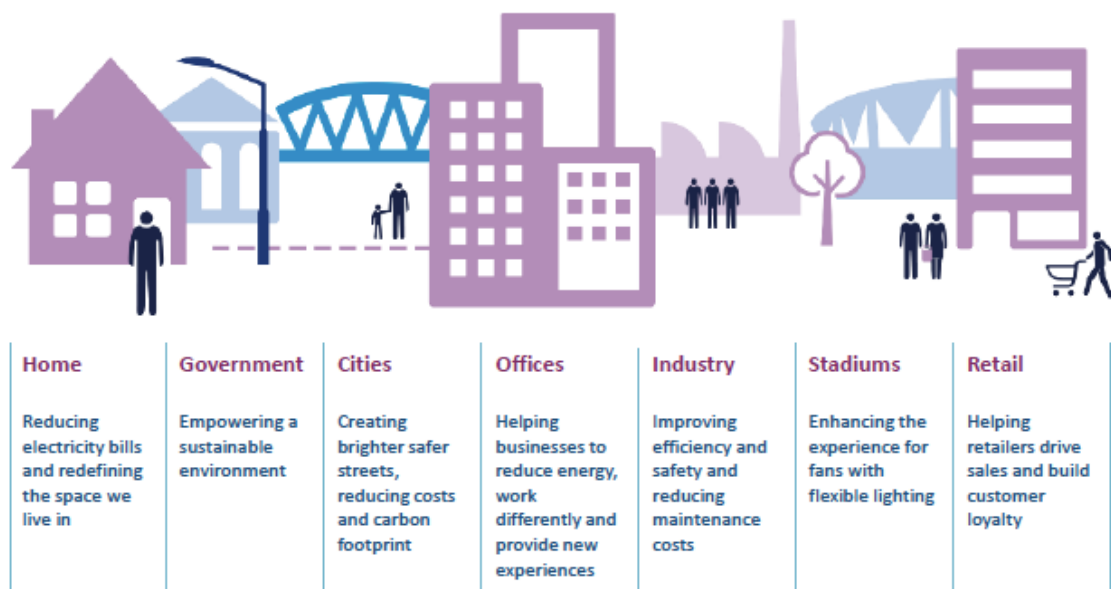 Home
Reducing
electricity bills
and redefining
the space we
live in
Government
Empowering a
sustainable
environment
Cities
Creating
brighter safer
streets,
reducing costs
and carbon
footprint
Offices
Helping
businesses to
reduce energy,
work
differently and
provide new
experiences
Industry
Improving
efficiency and
safety and
reducing
maintenance
costs
Stadiums
Enhancing the
experience for
fans with
flexible lighting
Retail
Helping
retailers drive
sales and build
customer
loyalty